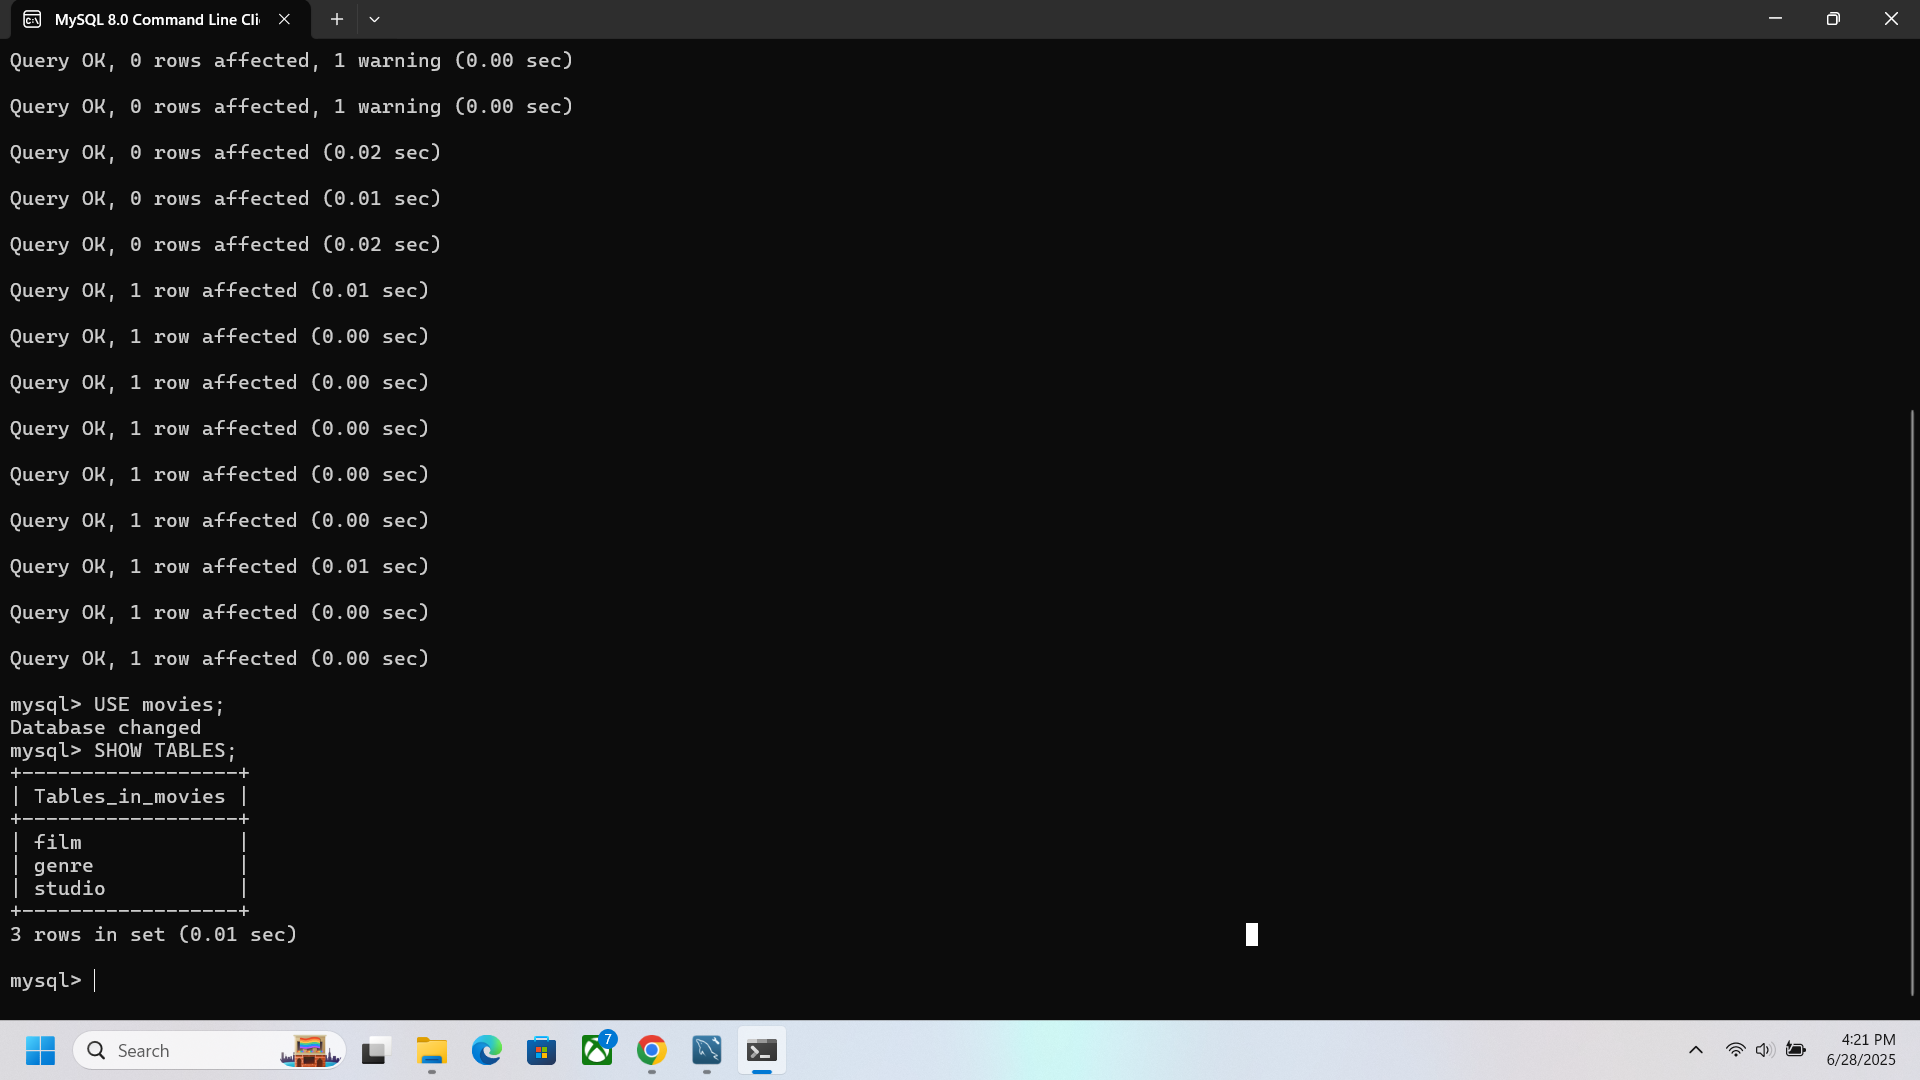 MySQL 8.0 Command Line Cli
Query OK, 0 rows affected, 1 warning (0.00 sec)
Query OK, 0 rows affected, 1 warning (0.00 sec)
Query OK, 0 rows affected (0.02 sec)
Query OK, 0 rows affected (0.01 sec)
Query OK, 0 rows affected (0.02 sec)
Query OK, 1 row affected (0.01 sec)
Query OK, 1 row affected (0.00 sec)
Query OK, 1 row affected (0.00 sec)
Query OK, 1 row affected (0.00 sec)
Query OK, 1 row affected (0.00 sec)
Query OK, 1 row affected (0.00 sec)
Query OK, 1 row affected (0.01 sec)
Query OK, 1 row affected (0.00 sec)
Query OK, 1 row affected (0.00 sec)
mysql> USE movies;
Database changed
mysql> SHOW TABLES;
+------------------+
| Tables_in_movies |
+------------------+
| film             |
| genre            |
| studio           |
+------------------+
3 rows in set (0.01 sec)
mysql>
Search
7
4:21 PM
6/28/2025